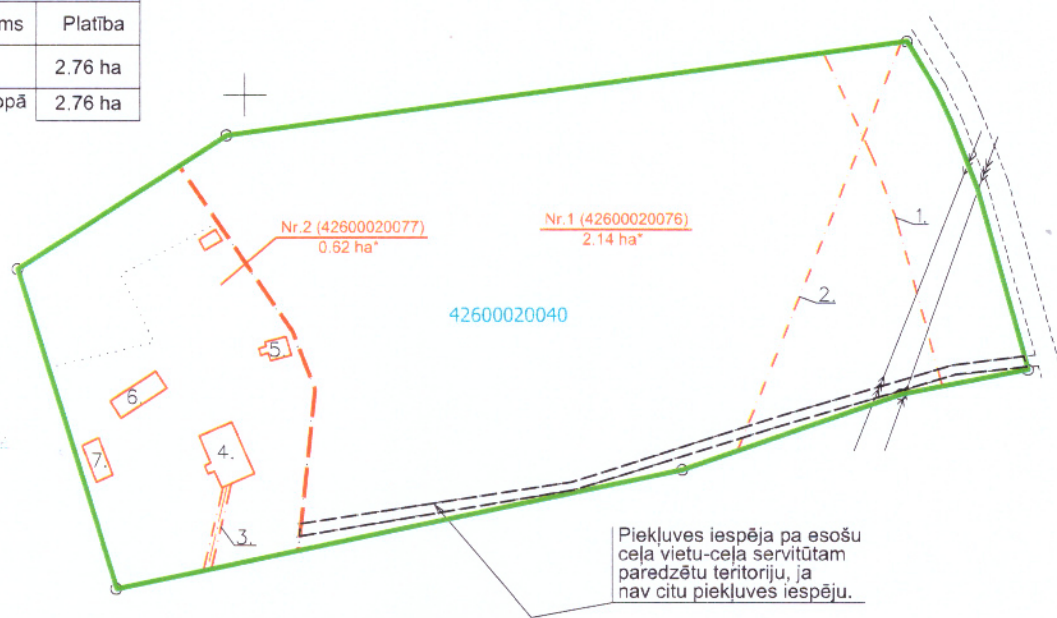 ms Platība
2.76 ha
opā 2.76 ha
Nr.2 (42600020077)
0.62 ha*
Nr.1 (42600020076)
2.14 ha*
1.
2.
42600020040
5.
6.
4.
7.
3.
Piekļuves iespēja pa esošu
ceļa vietu-ceļa servitūtam
paredzētu teritoriju, ja
nav citu piekļuves iespēju.